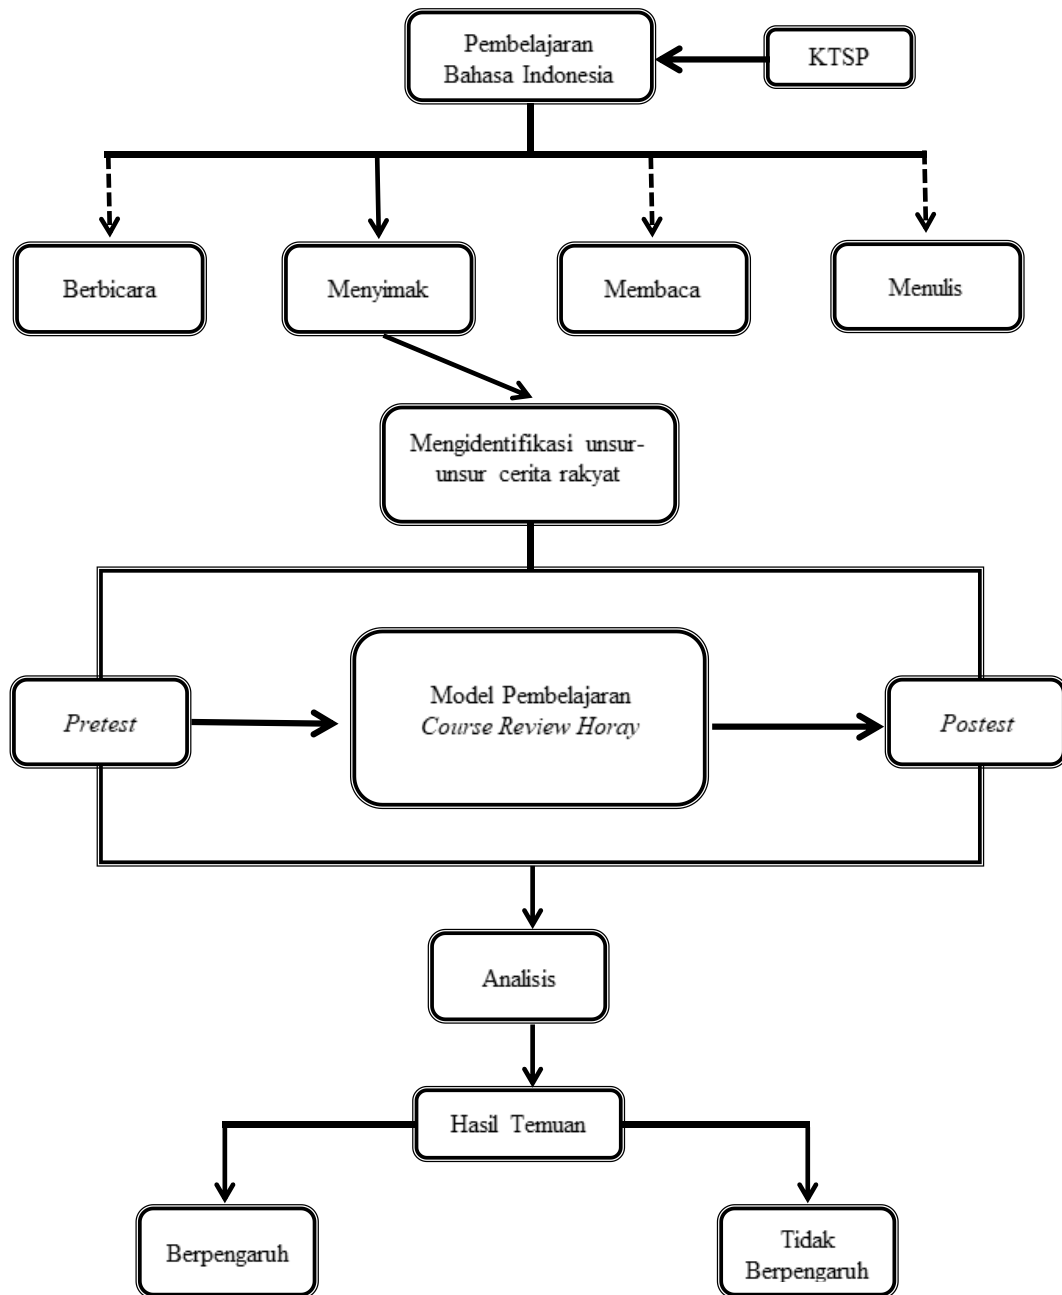 Pembelajaran
Bahasa Indonesia
KTSP
Berbicara
Menyimak
Membaca
Menulis
Mengidentifikasi unsur-
unsur cerita rakyat
Pretest
Model Pembelajaran
Course Review Horay
Postest
Analisis
Hasil Temuan
Berpengaruh
Tidak
Berpengaruh